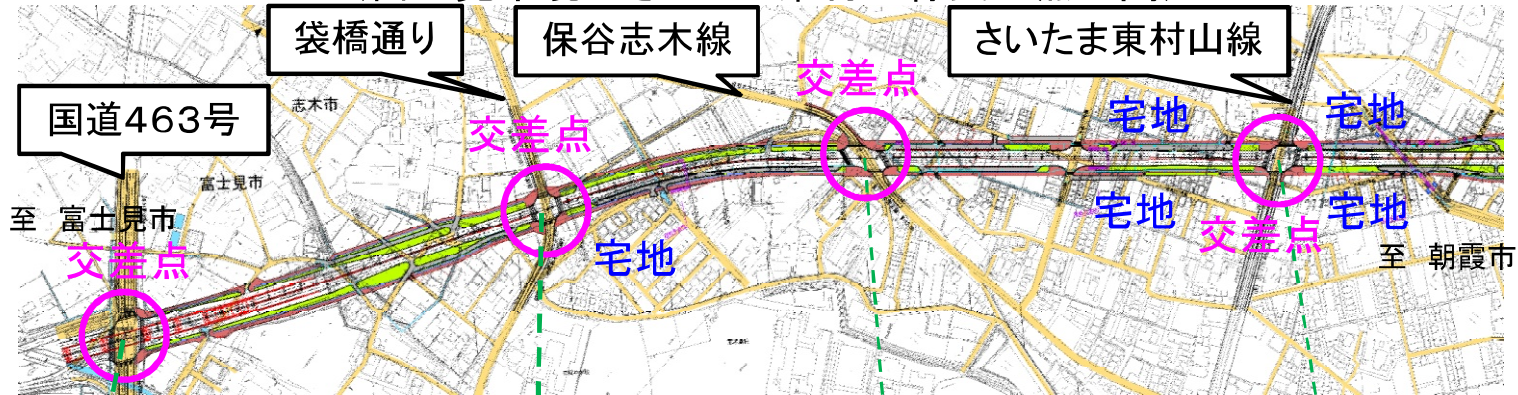 袋橋通り
保谷志木線
さいたま東村山線
国道463号
志木市
富士見市
至 富士見市
交差点
交差点
交差点
交差点
宅地
宅地
宅地
宅地
宅地
至 朝霞市